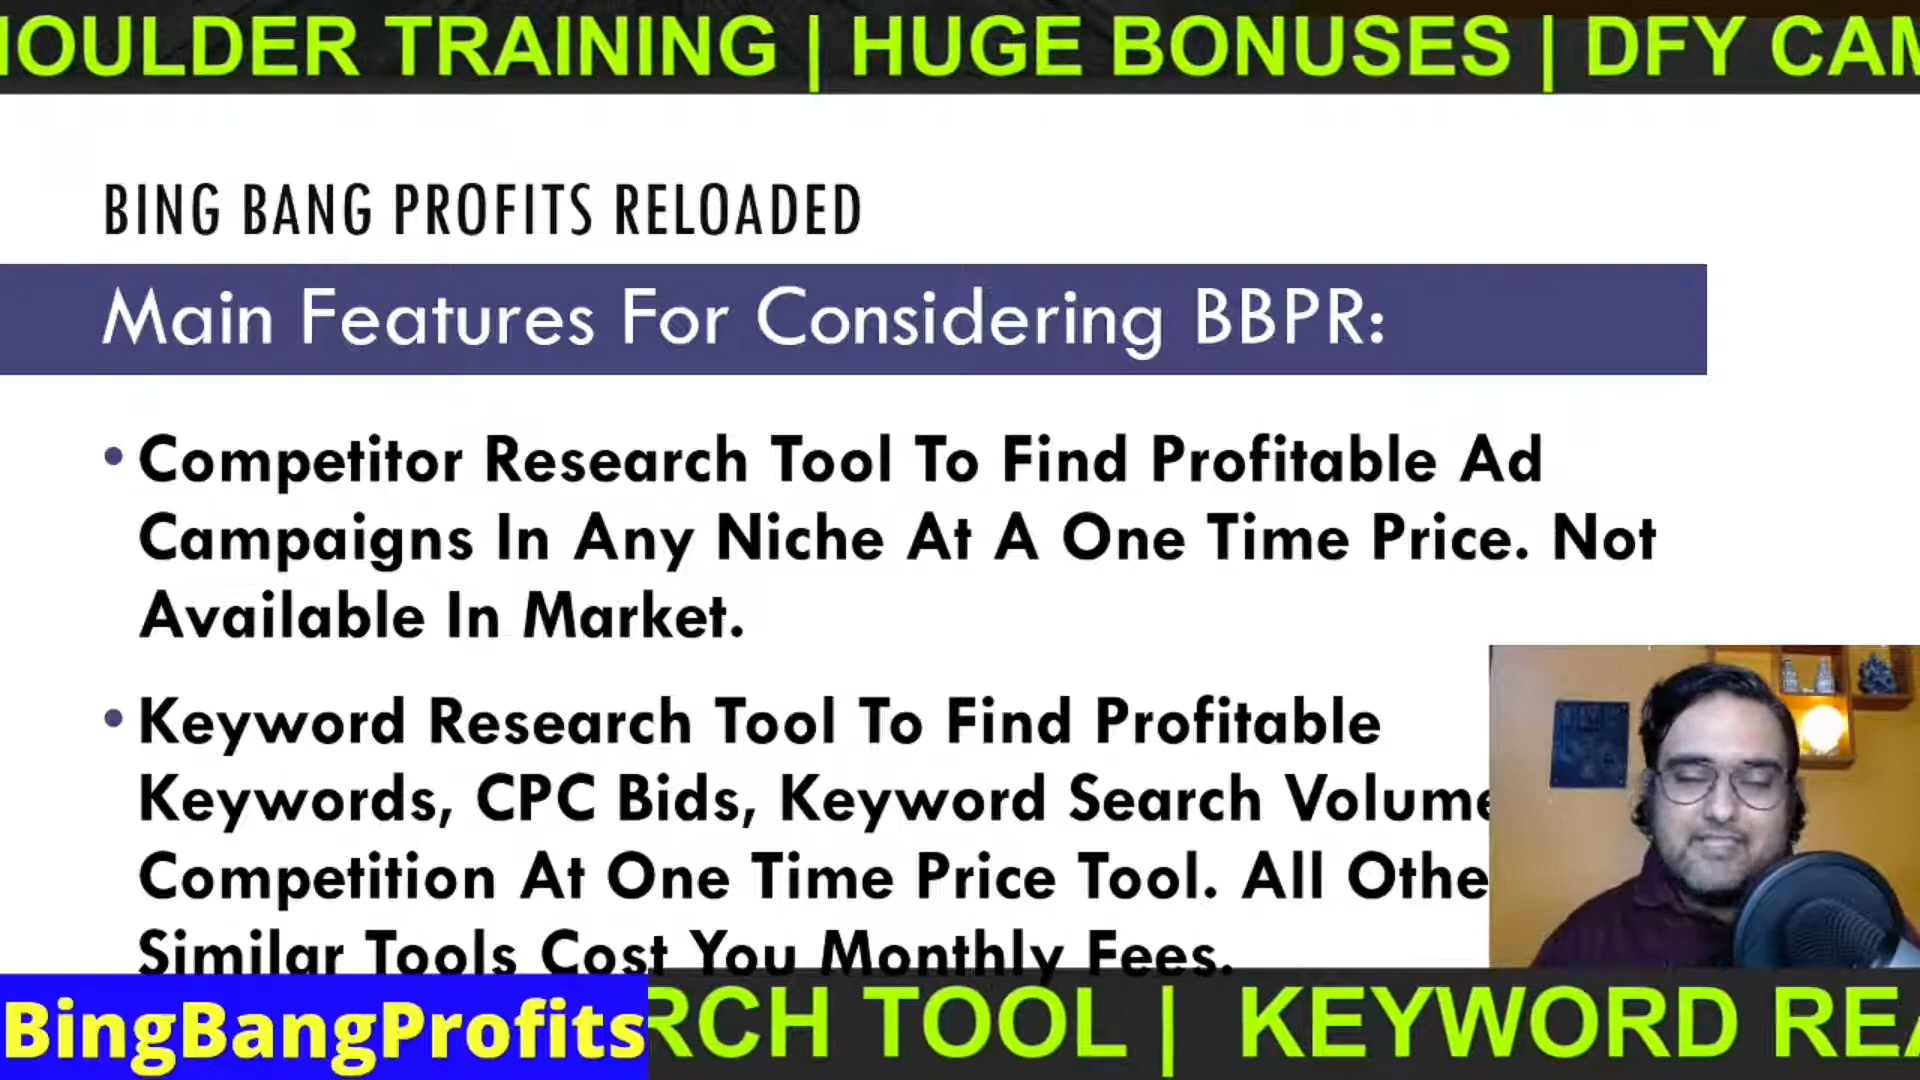 HOULDER TRAINING | HUGE BONUSES | DFY CAM
BING BANG PROFITS RELOADED
Main Features For Considering BBPR:
• Competitor Research Tool To Find Profitable Ad
Campaigns In Any Niche At A One Time Price. Not
Available In Market.
• Keyword Research Tool To Find Profitable
Keywords, CPC Bids, Keyword Search Volume
Competition At One Time Price Tool. All Othe
Similar Tools Cost You Monthly Fees.
BingBangProfits
RCH TOOL | KEYWORD REA